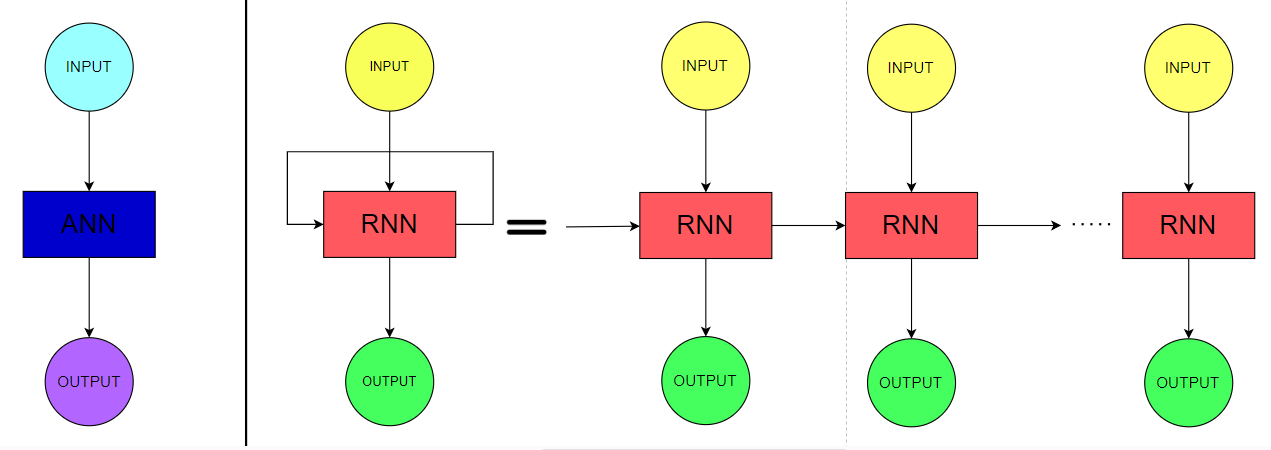 INPUT
ANN
OUTPUT
INPUT
RNN
OUTPUT
=
INPUT
RNN
OUTPUT
INPUT
RNN
OUTPUT
.....
INPUT
RNN
OUTPUT